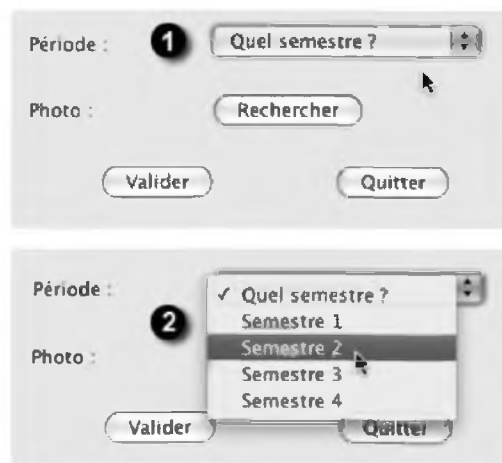 Période : 1 Quel semestre ?
Photo : Rechercher
Valider Quitter
Période : ✓ Quel semestre ?
2 Semestre 1
Photo : Semestre 2
Semestre 3
Semestre 4
Valider Quitter